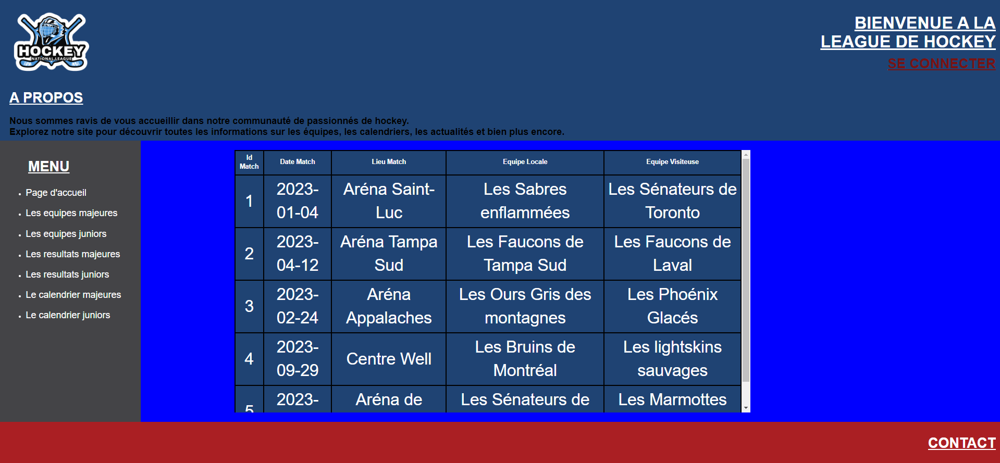 HOCKEY
NATIONAL LEAGUE
BIENVENUE A LA
LEAGUE DE HOCKEY
SE CONNECTER
A PROPOS
Nous sommes ravis de vous accueillir dans notre communauté de passionnés de hockey.
Explorez notre site pour découvrir toutes les informations sur les équipes, les calendriers, les actualités et bien plus encore.
MENU
Page d'accueil
Les equipes majeures
Les equipes juniors
Les resultats majeures
Les resultats juniors
Le calendrier majeures
Le calendrier juniors
Id Match Date Match Lieu Match Equipe Locale Equipe Visiteuse
1 2023-01-04 Aréna Saint-Luc Les Sabres enflammées Les Sénateurs de Toronto
2 2023-04-12 Aréna Tampa Sud Les Faucons de Tampa Sud Les Faucons de Laval
3 2023-02-24 Aréna Appalaches Les Ours Gris des montagnes Les Phoénix Glacés
4 2023-09-29 Centre Well Les Bruins de Montréal Les lightskins sauvages
5 2023- Aréna de Les Sénateurs de Les Marmottes
CONTACT